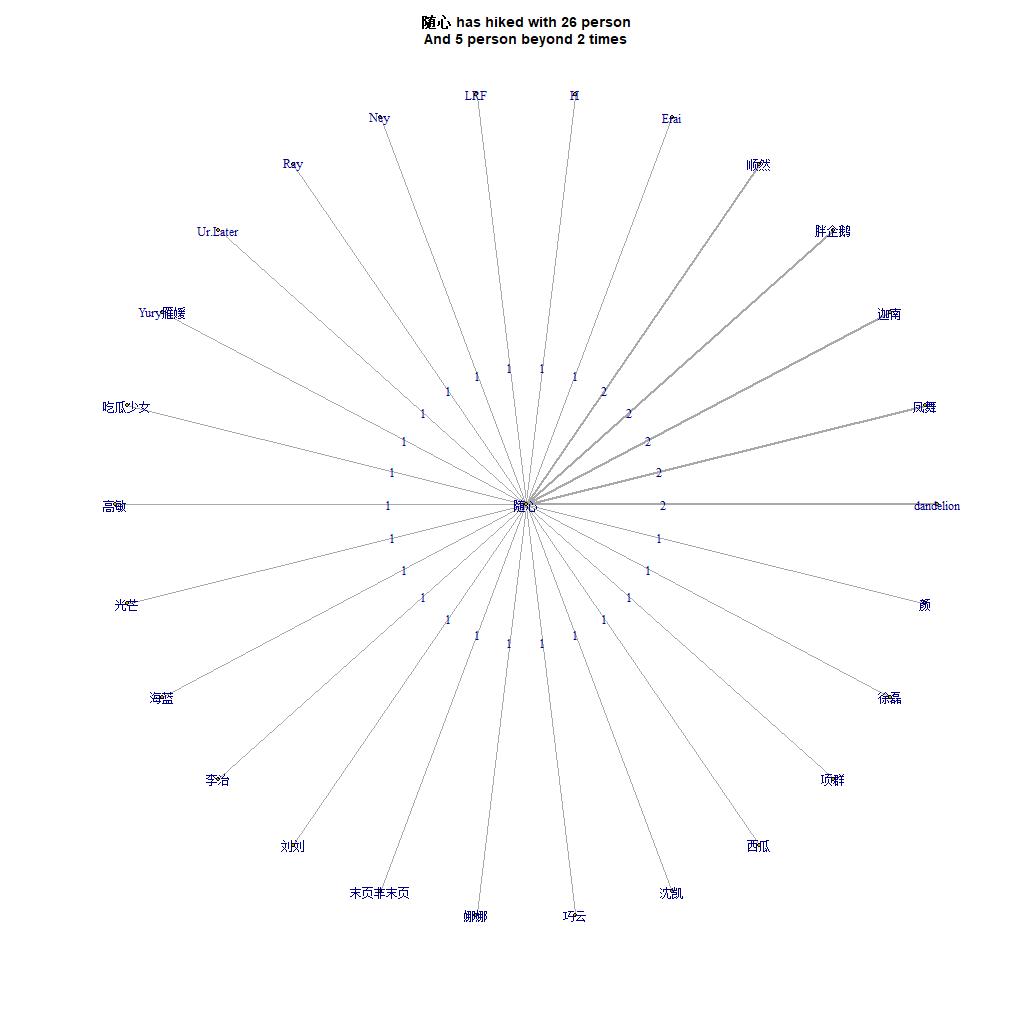 随心 has hiked with 26 person
And 5 person beyond 2 times
LRF
H
Ney
Erai
Ray
顺然
Ur.Later
胖企鹅
Yury雁媛
迦南
1
1
1
1
1
2
1
2
1
2
吃瓜少女
凤舞
1
2
高敏
1
随心
2
dandelion
1
1
1
1
光芒
颜
1
1
1
1
1
1
1
1
海蓝
徐磊
李治
项群
刘刘
西瓜
末页非末页
沈凯
娜娜
巧云